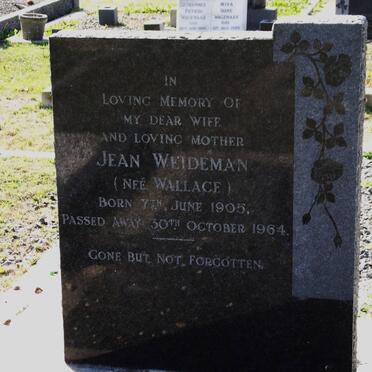 IN
LOVING MEMORY OF
MY DEAR WIFE
AND LOVING MOTHER
JEAN WEIDEMAN
(NEÉ WALLACE)
BORN 7TH JUNE 1905,
PASSED AWAY 30TH OCTOBER 1964.
GONE BUT NOT FORGOTTEN.